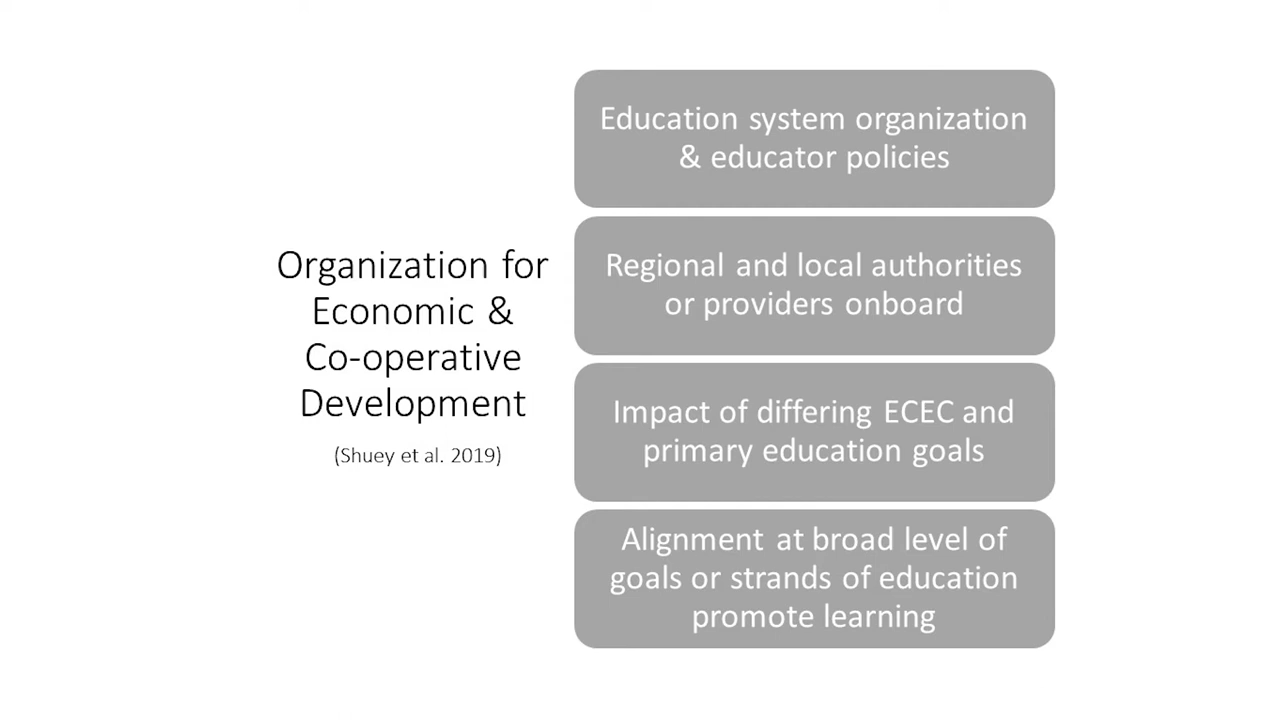 Organization for
Economic &
Co-operative
Development
(Shuey et al. 2019)
Education system organization
& educator policies
Regional and local authorities
or providers onboard
Impact of differing ECEC and
primary education goals
Alignment at broad level of
goals or strands of education
promote learning